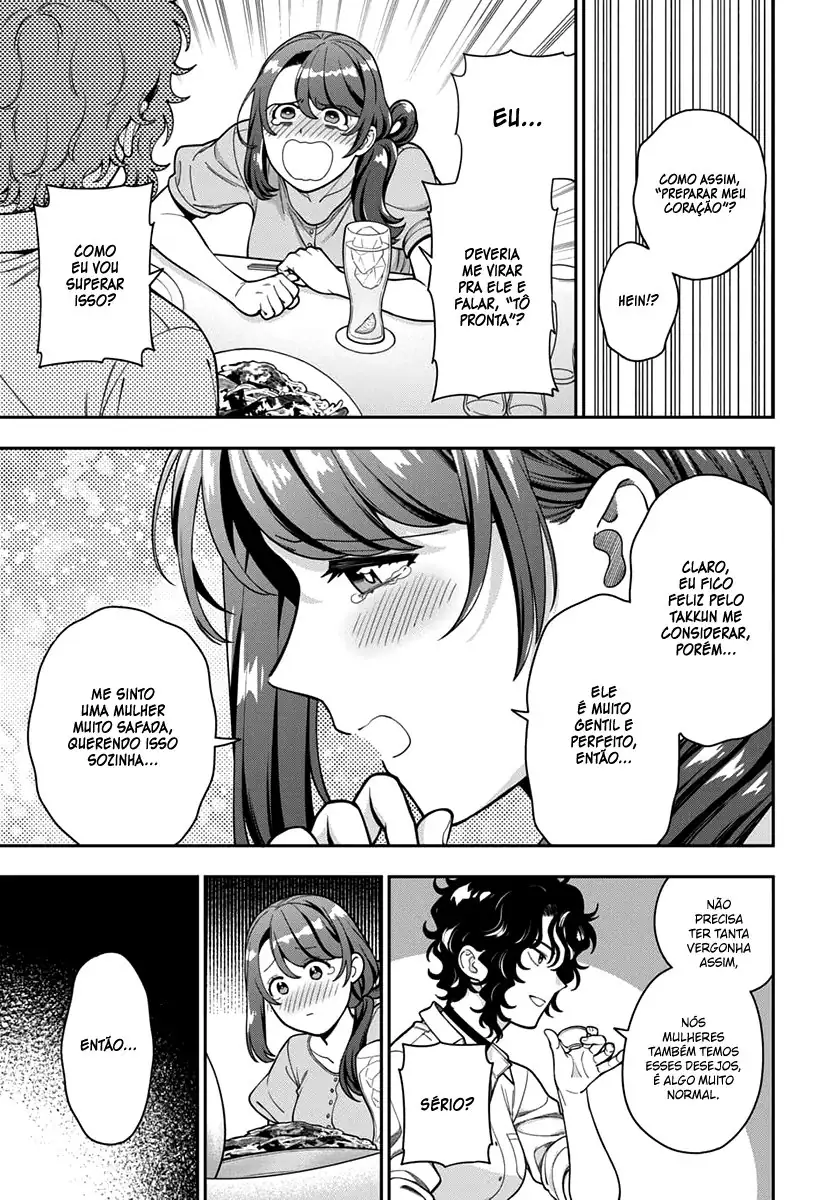 COMO ASSIM,
"PREPARAR MEU
CORAÇÃO"?
HEIN!?
EU...
DEVERIA
ME VIRAR
PRA ELE E
FALAR, "TÔ
PRONTA"?
COMO
EU VOU
SUPERAR
ISSO?
CLARO,
EU FICO
FELIZ PELO
TAKKUN ME
CONSIDERAR,
PORÉM...
ELE
É MUITO
GENTIL E
PERFEITO,
ENTÃO...
ME SINTO
UMA MULHER
MUITO SAFADA,
QUERENDO ISSO
SOZINHA...
NÃO
PRECISA
TER TANTA
VERGONHA
ASSIM,
NÓS
MULHERES
TAMBÉM TEMOS
ESSES DESEJOS,
É ALGO MUITO
NORMAL.
SÉRIO?
ENTÃO...